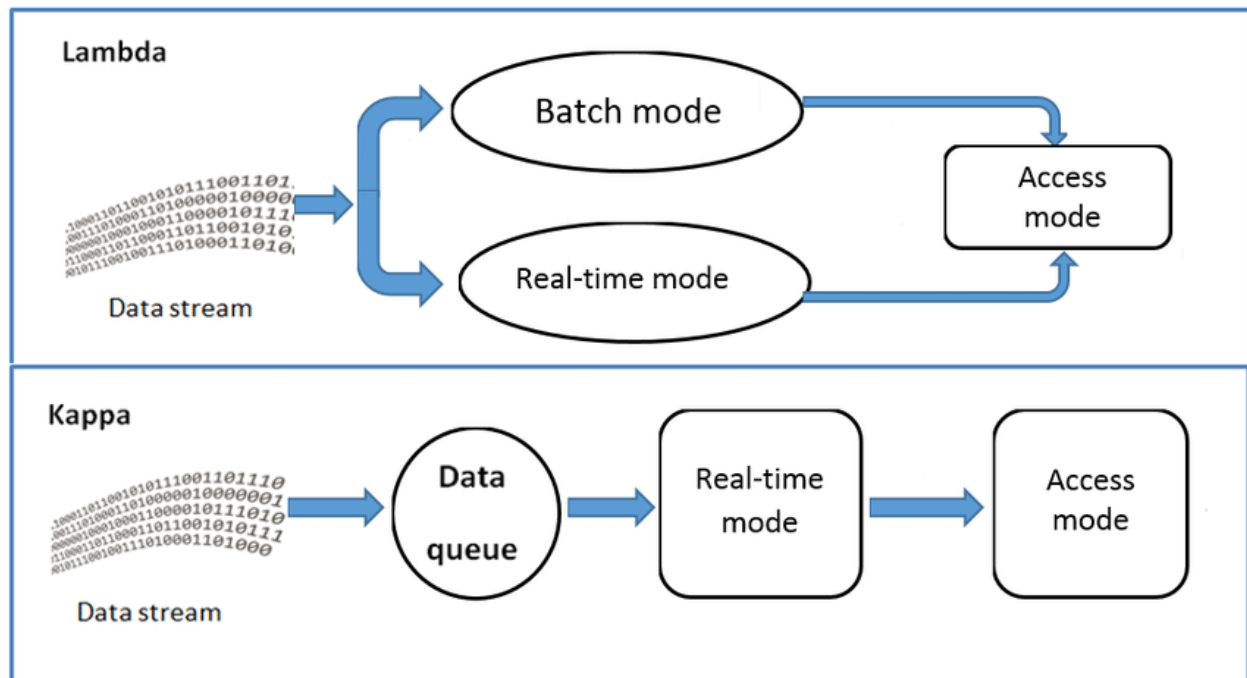 Lambda
Batch mode
Access
mode
Real-time mode
Data stream
Kappa
Data
queue
Real-time
mode
Access
mode
Data stream